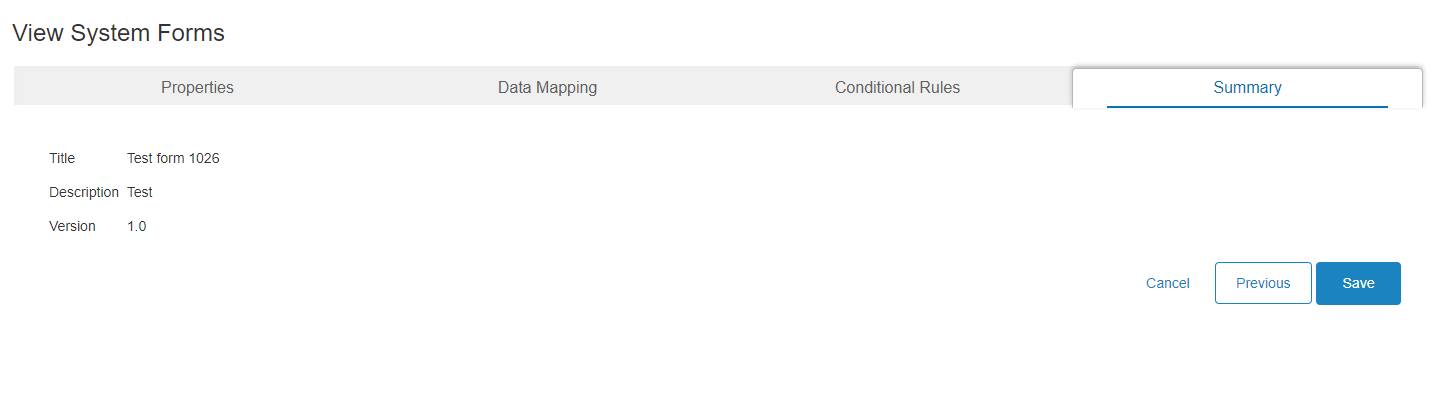 View System Forms
Properties Data Mapping Conditional Rules Summary
Title Test form 1026
Description Test
Version 1.0
Cancel Previous Save